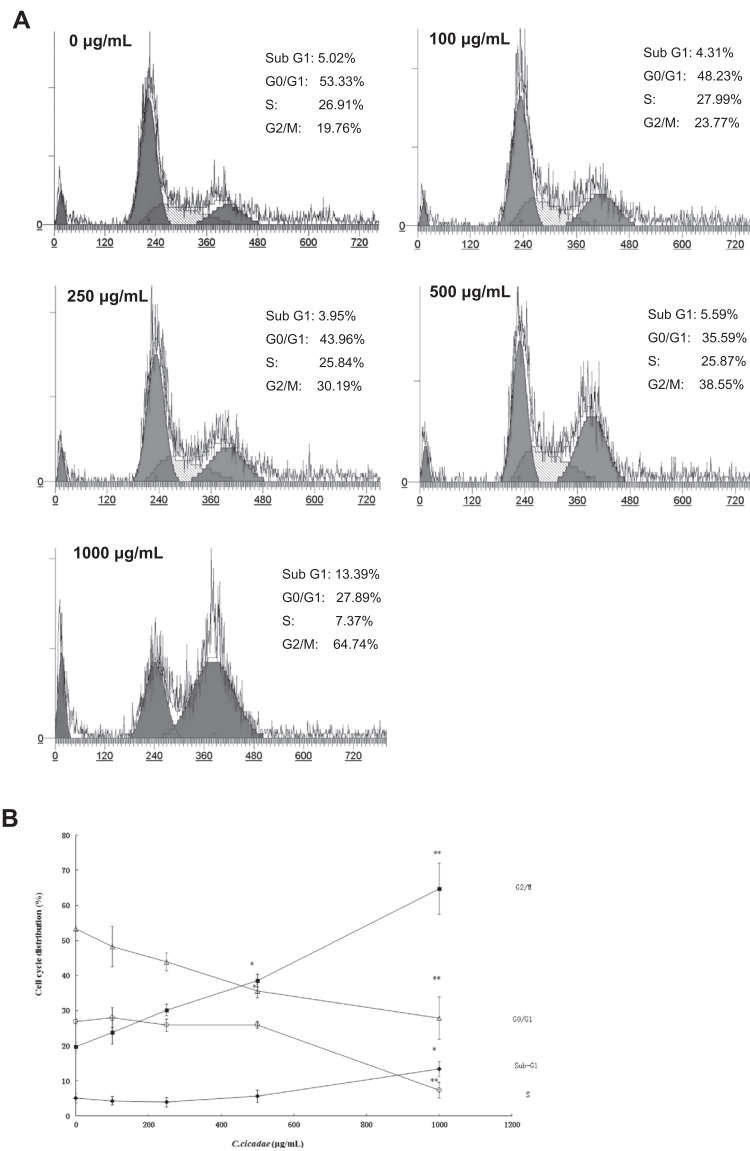 A
0 µg/mL
Sub G1: 5.02%
G0/G1: 53.33%
S: 26.91%
G2/M: 19.76%
0
0 120 240 360 480 600 720
100 µg/mL
Sub G1: 4.31%
G0/G1: 48.23%
S: 27.99%
G2/M: 23.77%
0
0 120 240 360 480 600 720
250 µg/mL
Sub G1: 3.95%
G0/G1: 43.96%
S: 25.84%
G2/M: 30.19%
0
0 120 240 360 480 600 720
500 µg/mL
Sub G1: 5.59%
G0/G1: 35.59%
S: 25.87%
G2/M: 38.55%
0
0 120 240 360 480 600 720
1000 µg/mL
Sub G1: 13.39%
G0/G1: 27.89%
S: 7.37%
G2/M: 64.74%
0
0 120 240 360 480 600 720
B
Cell cycle distribution (%)
80
70
60
50
40
30
20
10
0
**
*
*
**
*
**
G2/M
G0/G1
Sub-G1
S
0 200 400 600 800 1000 1200
C.cicadae (µg/mL)